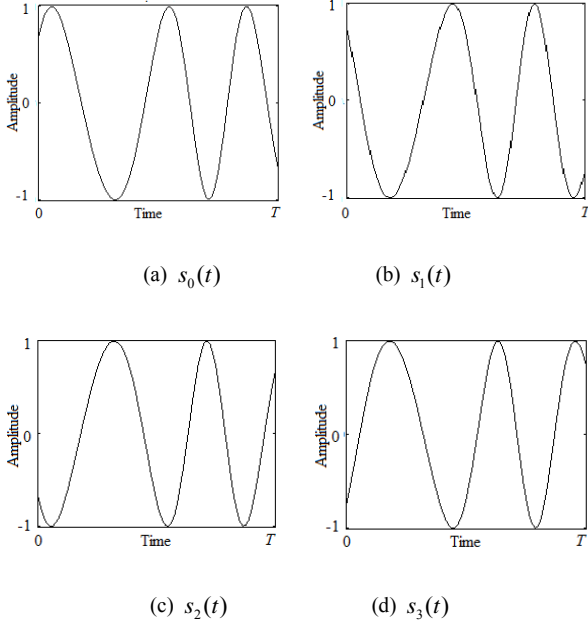 1
1
Amplitude
0
Amplitude
0
-1
-1
0 Time T
0 Time T
(a) s₀(t)
(b) s₁(t)
1
1
Amplitude
0
Amplitude
0
-1
-1
0 Time T
0 Time T
(c) s₂(t)
(d) s₃(t)